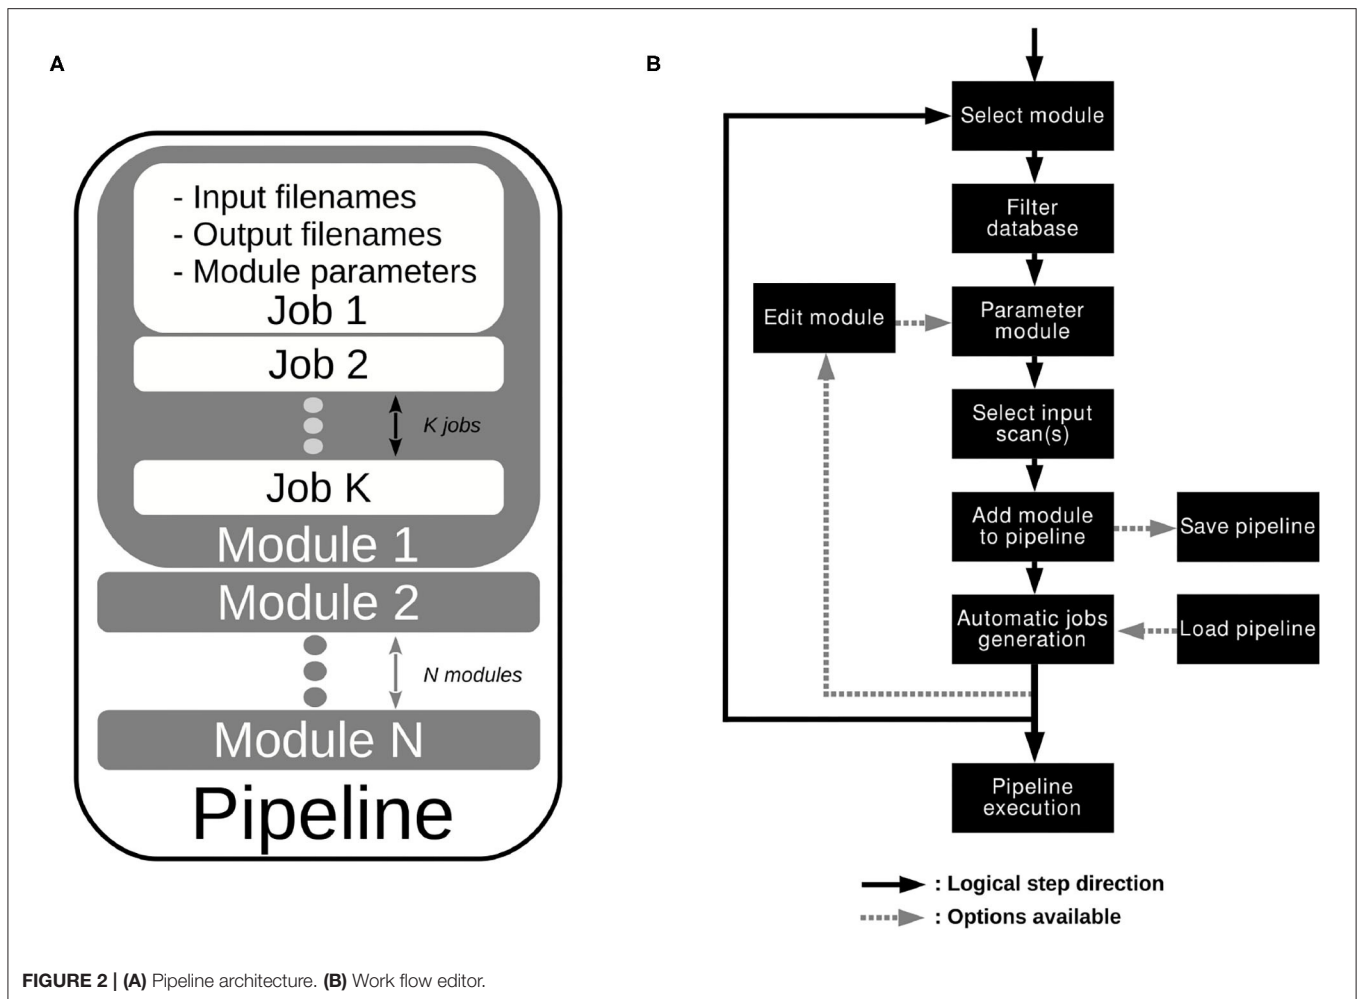 A
- Input filenames
- Output filenames
- Module parameters
Job 1
Job 2
K jobs
Job K
Module 1
Module 2
N modules
Module N
Pipeline
B
Select module
Filter
database
Edit module
Parameter
module
Select input
scan(s)
Add module
to pipeline
Save pipeline
Automatic jobs
generation
Load pipeline
Pipeline
execution
: Logical step direction
: Options available
FIGURE 2 | (A) Pipeline architecture. (B) Work flow editor.